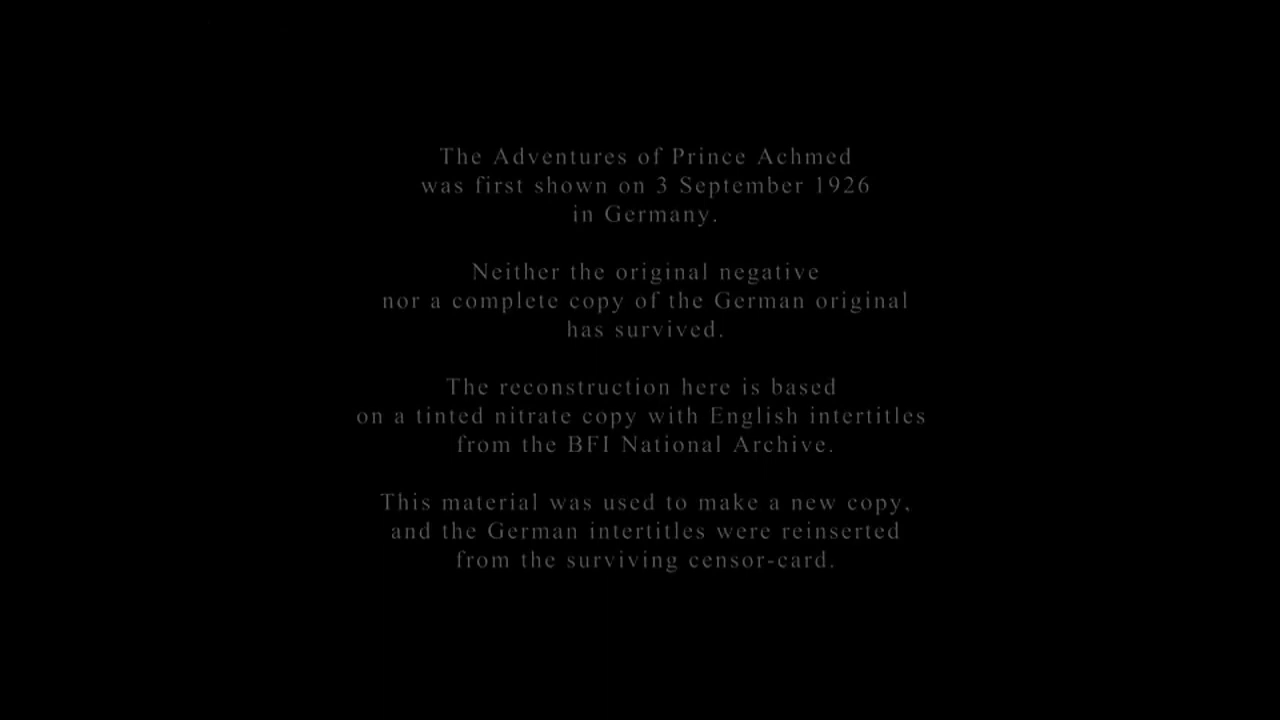 The Adventures of Prince Achmed
was first shown on 3 September 1926
in Germany.
Neither the original negative
nor a complete copy of the German original
has survived.
The reconstruction here is based
on a tinted nitrate copy with English intertitles
from the BFI National Archive.
This material was used to make a new copy,
and the German intertitles were reinserted
from the surviving censor-card.